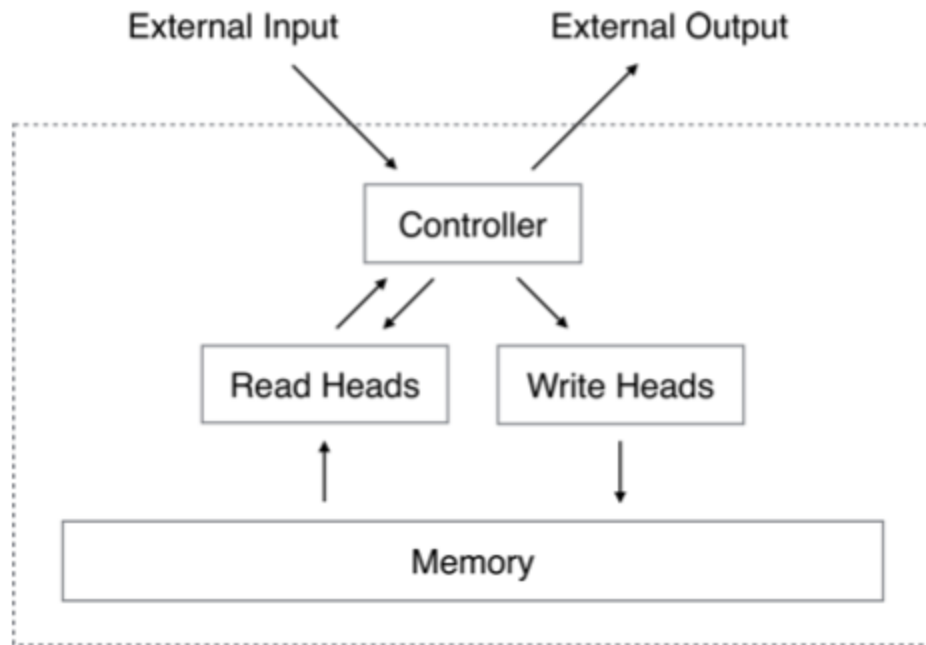 External Input
External Output
Controller
Read Heads
Write Heads
Memory